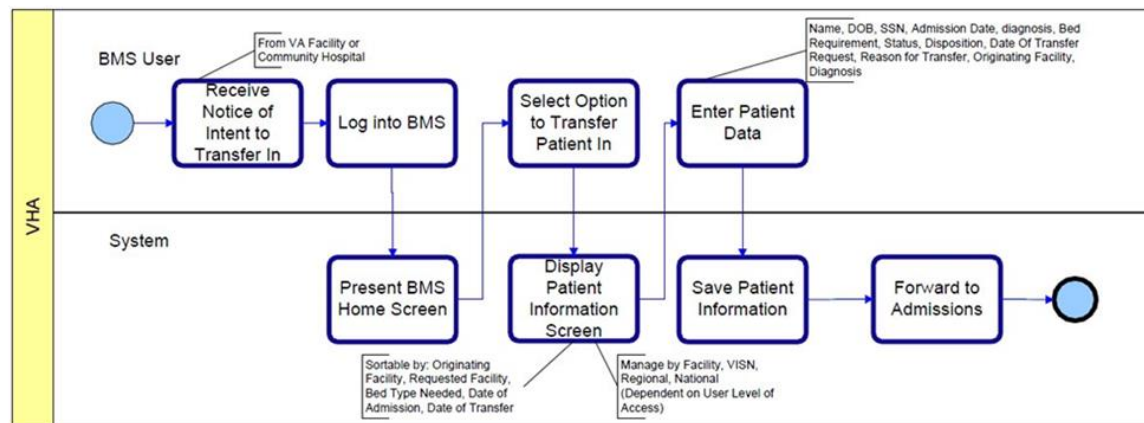 VHA
BMS User
From VA Facility or
Community Hospital
Name, DOB, SSN, Admission Date, diagnosis, Bed
Requirement, Status, Disposition, Date Of Transfer
Request, Reason for Transfer, Originating Facility,
Diagnosis
Receive
Notice of
Intent to
Transfer In
Log into BMS
Select Option
to Transfer
Patient In
Enter Patient
Data
System
Present BMS
Home Screen
Display
Patient
Information
Screen
Save Patient
Information
Forward to
Admissions
Sortable by: Originating
Facility, Requested Facility,
Bed Type Needed, Date of
Admission, Date of Transfer
Manage by Facility, VISN,
Regional, National
(Dependent on User Level of
Access)